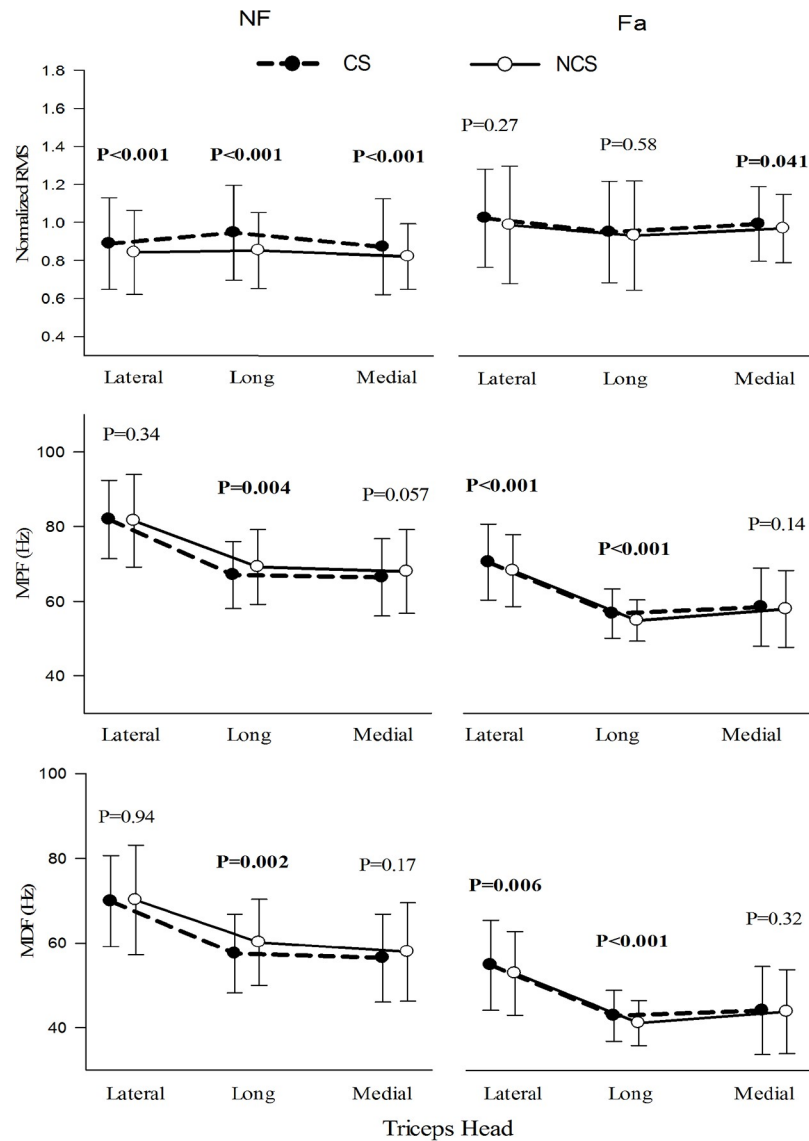 NF Fa
CS NCS
1.8
1.6
1.4
1.2
1.0
0.8
0.6
0.4
Normalized RMS
P<0.001 P<0.001 P<0.001
P=0.27 P=0.58 P=0.041
Lateral Long Medial
Lateral Long Medial
100
80
60
40
MPF (Hz)
P=0.34 P=0.004 P=0.057
P<0.001 P<0.001 P=0.14
Lateral Long Medial
Lateral Long Medial
100
80
60
40
MDF (Hz)
P=0.94 P=0.002 P=0.17
P=0.006 P<0.001 P=0.32
Lateral Long Medial
Lateral Long Medial
Triceps Head